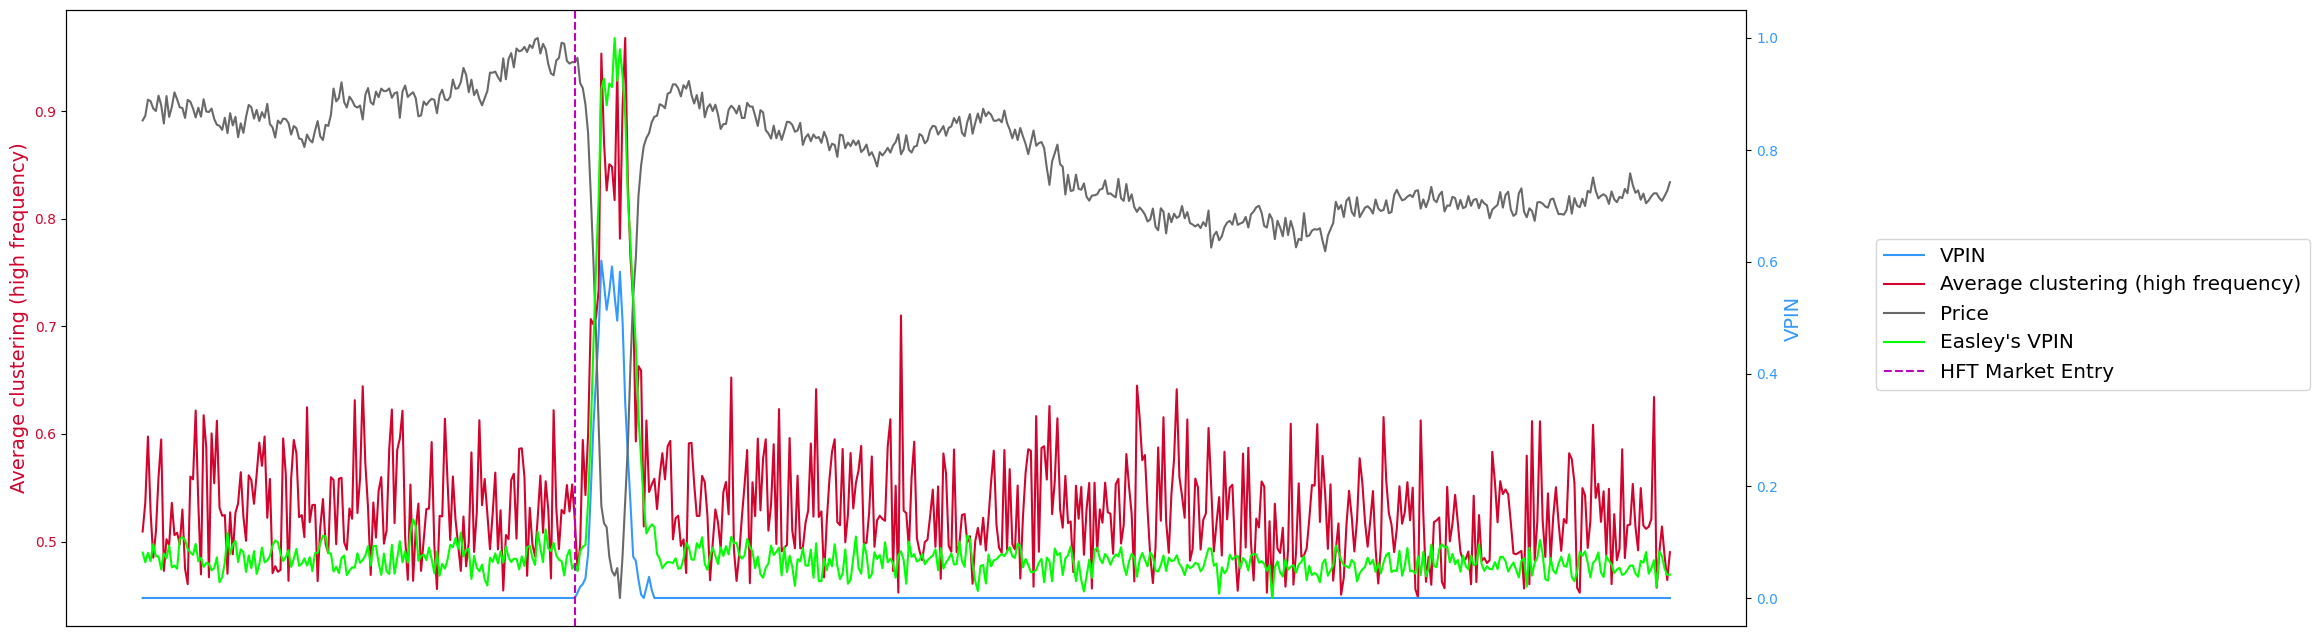 Average clustering (high frequency)
0.9
0.8
0.7
0.6
0.5
1.0
0.8
0.6
0.4
0.2
0.0
VPIN
VPIN
Average clustering (high frequency)
Price
Easley's VPIN
HFT Market Entry